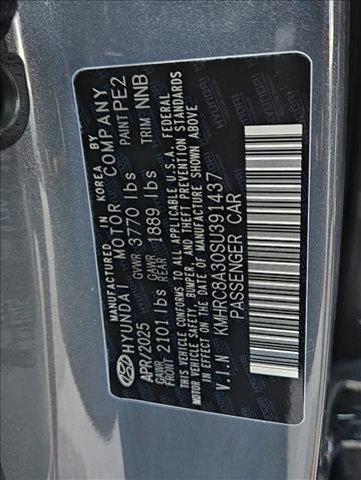 MANUFACTURED IN KOREA BY
HYUNDAI MOTOR COMPANY
APR/2025 GVWR 3770 lbs PAINT PE2
GAWR FRONT 2101 lbs GAWR REAR 1889 lbs TRIM NNB
THIS VEHICLE CONFORMS TO ALL APPLICABLE U.S.A. FEDERAL
MOTOR VEHICLE SAFETY, BUMPER, AND THEFT PREVENTION STANDARDS
IN EFFECT ON THE DATE OF MANUFACTURE SHOWN ABOVE.
V.I.N KMHRC8A30SU391437
PASSENGER CAR